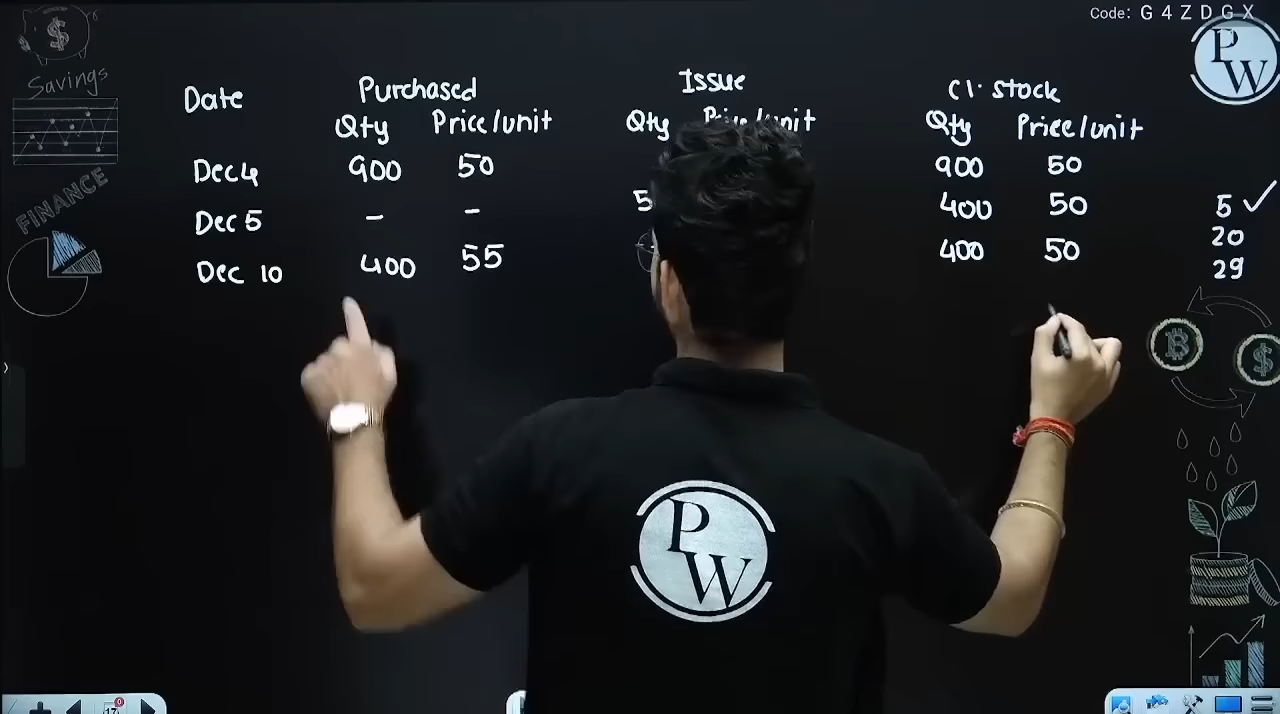 Code: G 4 Z D G X
PW
Savings
FINANCE
Date Purchased Issue Cl. stock
Qty Price/unit Qty Qty Price/unit
Dec 4 900 50 900 50
Dec 5 - - 5 400 50 5 ✓
20
Dec 10 400 55 400 50 29
PW